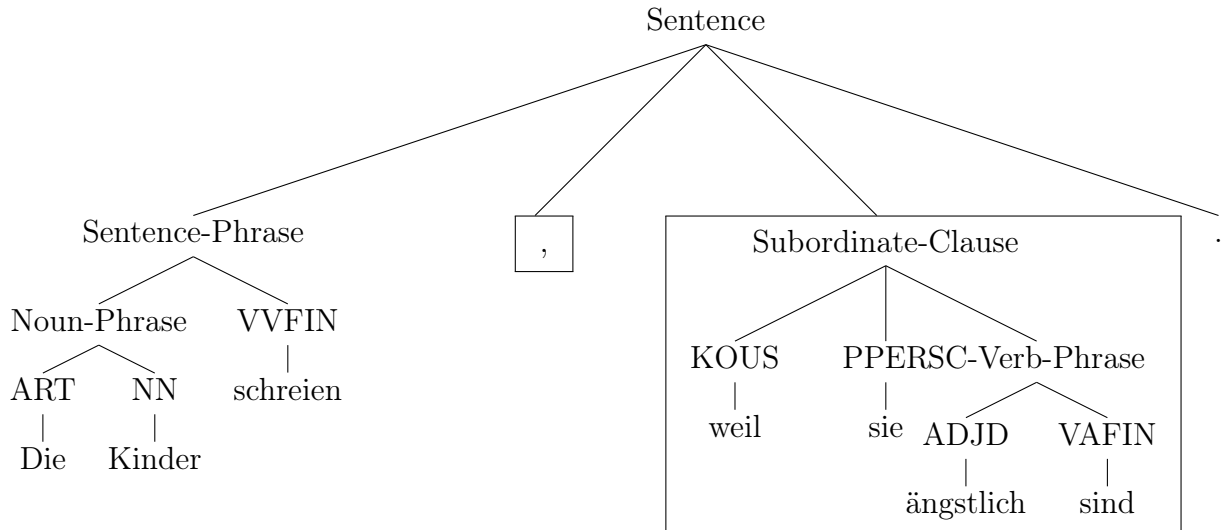 Sentence
Sentence-Phrase , Subordinate-Clause .
Noun-Phrase VVFIN KOUS PPERSC-Verb-Phrase
ART NN schreien weil sie ADJD VAFIN
Die Kinder ängstlich sind